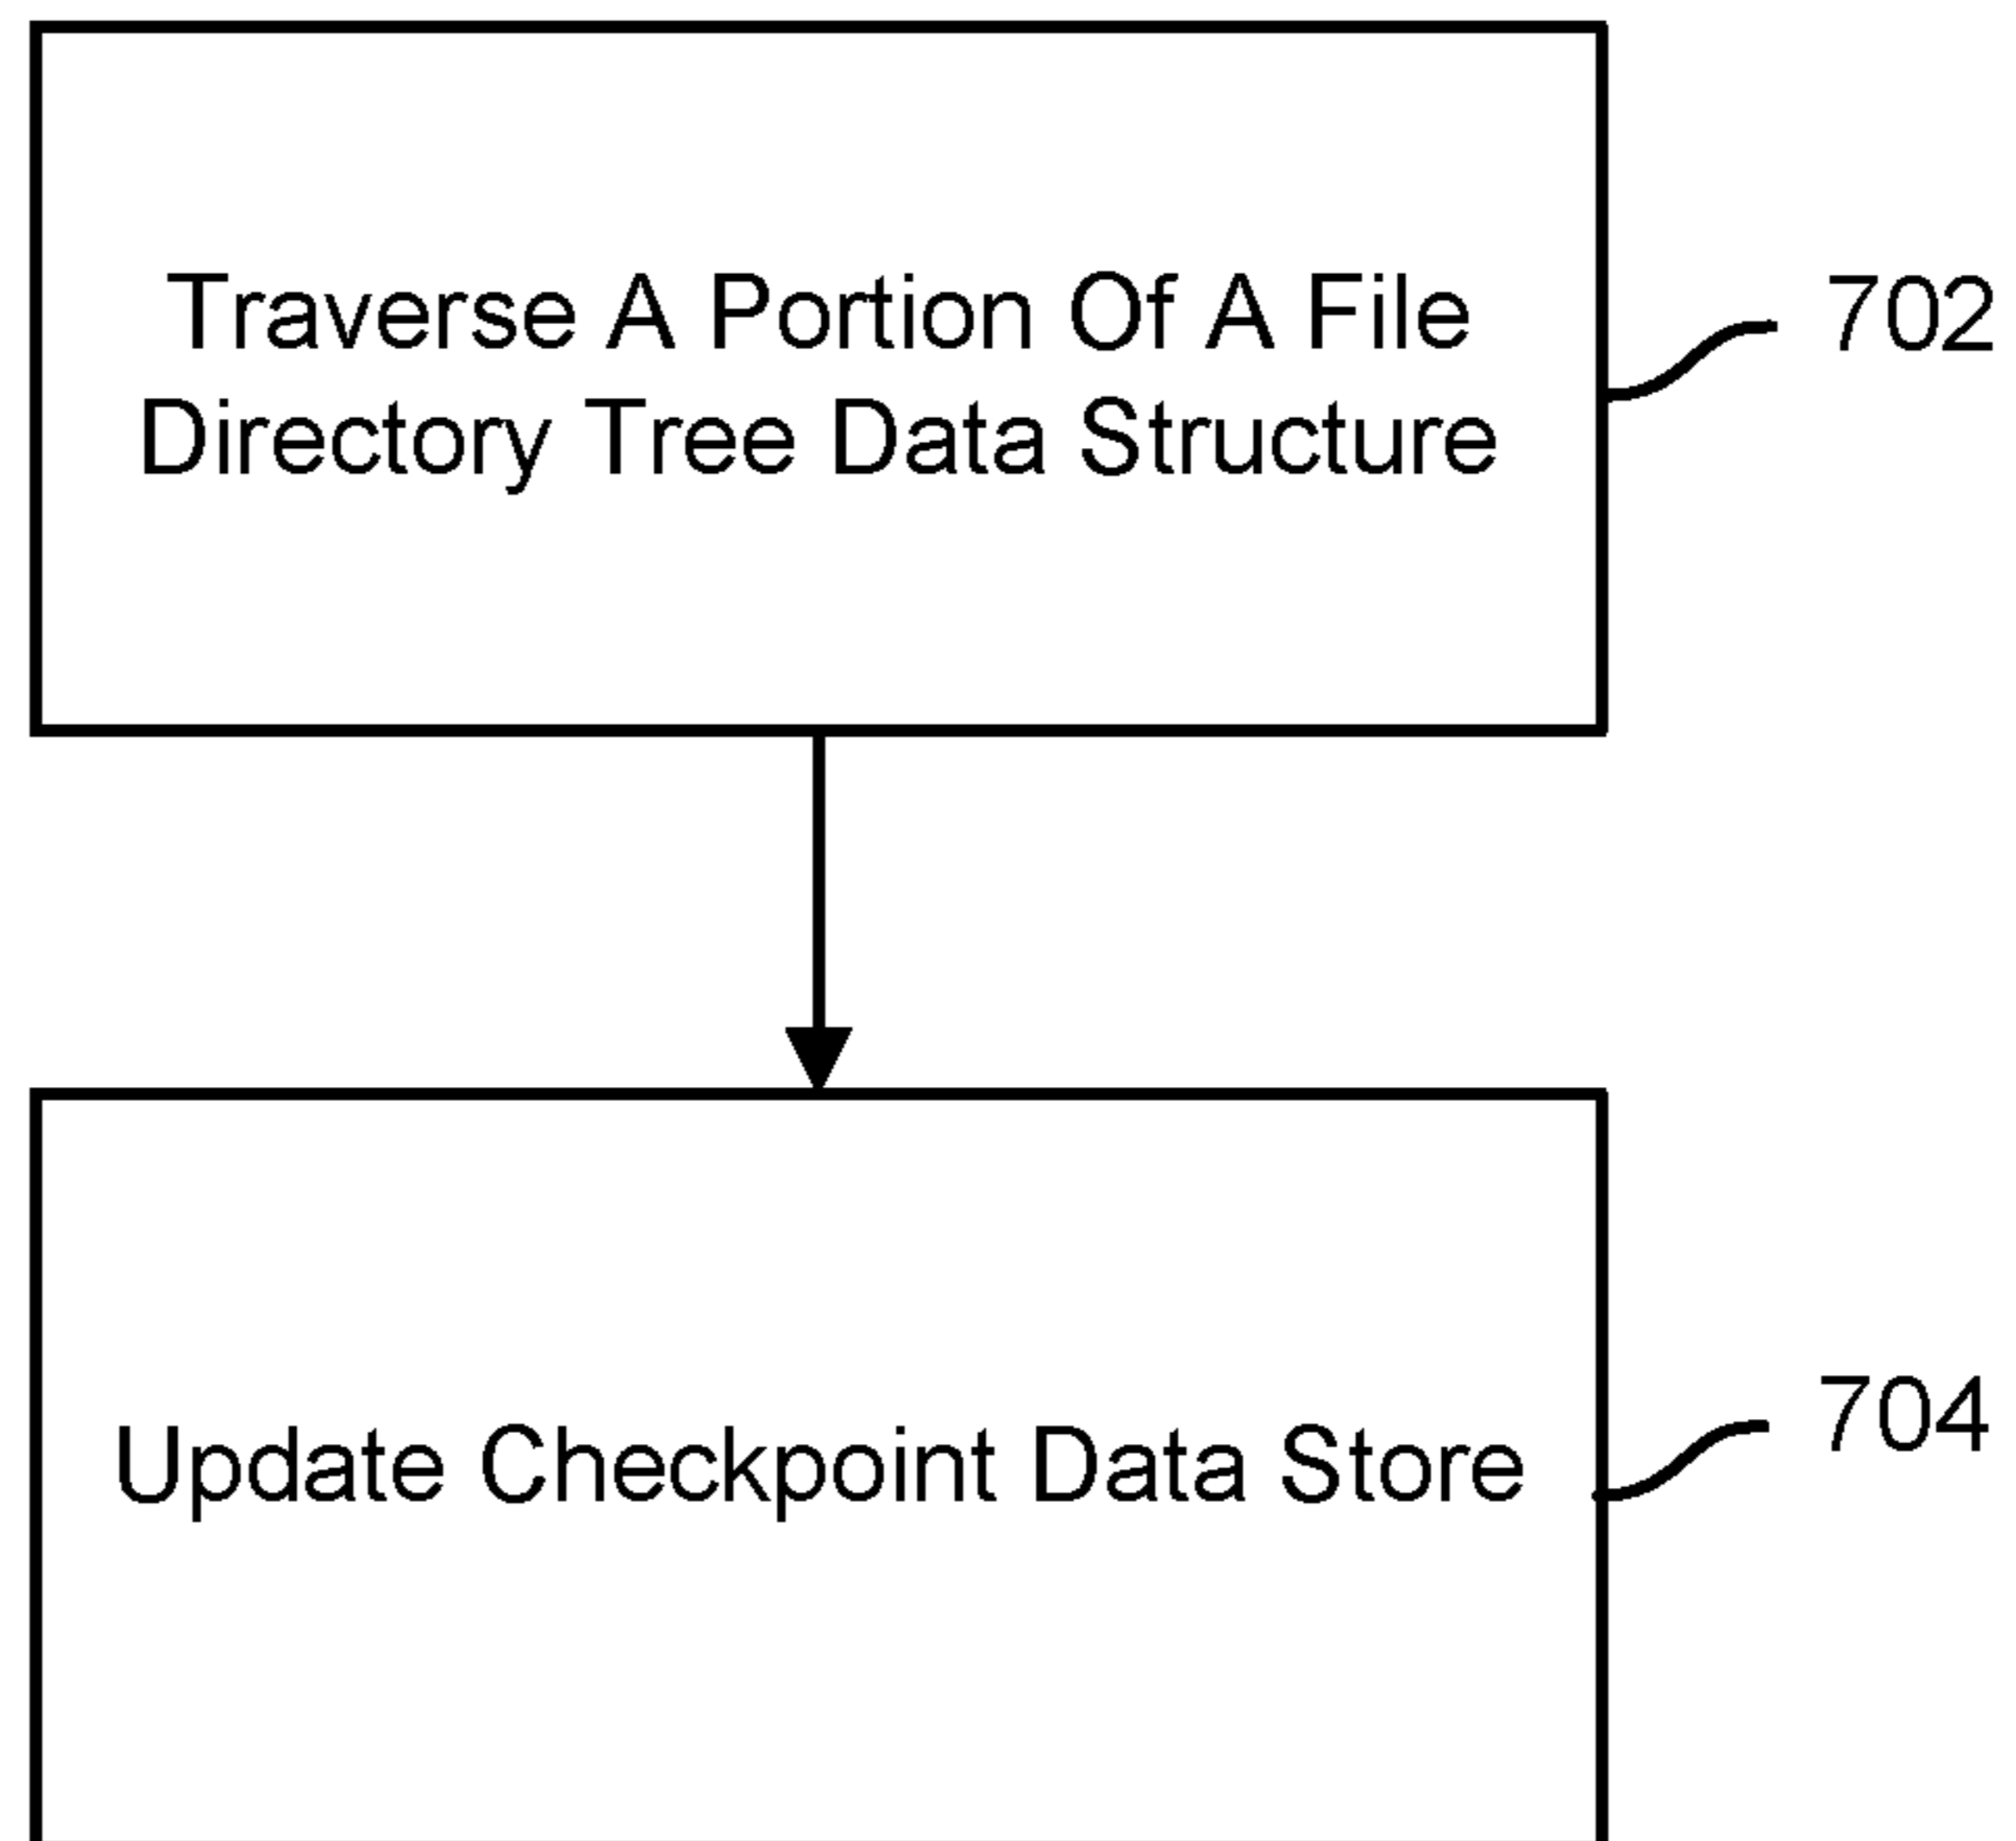 Traverse A Portion Of A File
Directory Tree Data Structure
702
Update Checkpoint Data Store
704